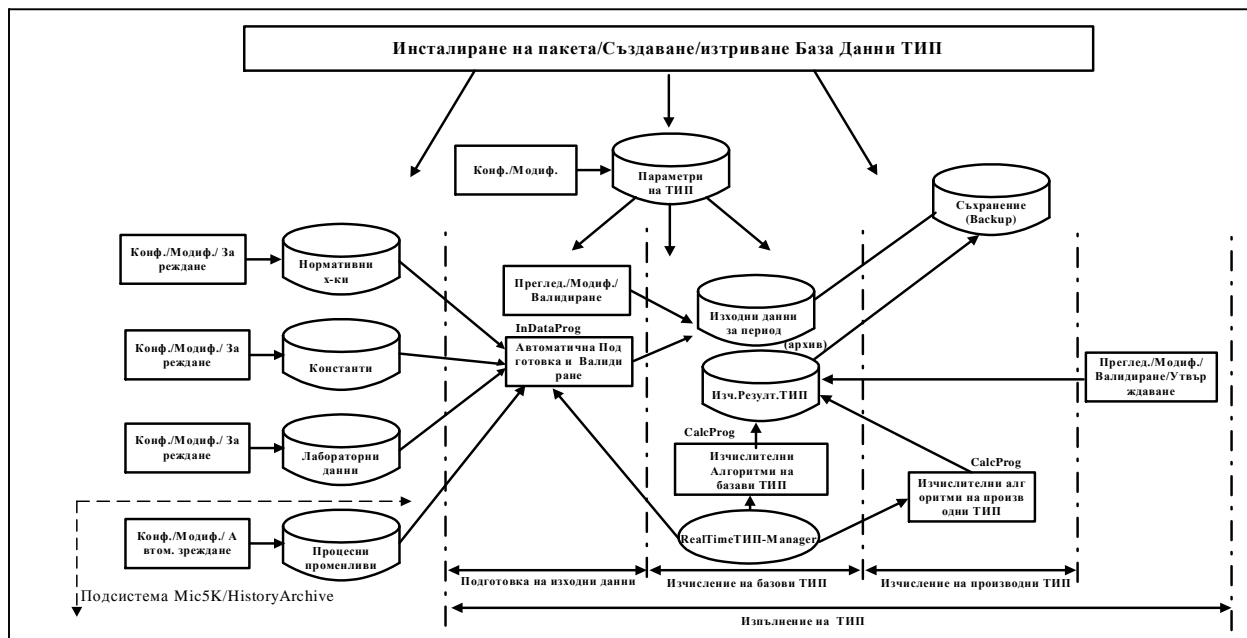 Инсталиране на пакета/Създаване/изтриване База Данни ТИП
Конф./Модиф.
Параметри
на ТИП
Съхранение
(Backup)
Конф./Модиф./ За
реждане
Нормативни
х-ки
Преглед./Модиф./
Валидиране
Изходни данни
за период
(архив)
InDataProg
Автоматична Под
готовка и Валиди
ране
Конф./Модиф./ За
реждане
Константи
Изч.Резулт.ТИП
Преглед./Модиф./
Валидиране/Утвър
ждаване
Конф./Модиф./ За
реждане
Лабораторни
данни
CalcProg
Изчислителни
Алгоритми на
базави ТИП
CalcProg
Изчислителни алг
оритми на произв
одни ТИП
Конф./Модиф./ А
втом. зреждане
Процесни
променливи
RealTimeТИП-Manager
Подготовка на изходни данни
Изчисление на базови ТИП
Изчисление на производни ТИП
Подсистема Mic5K/HistoryArchive
Изпълнение на ТИП